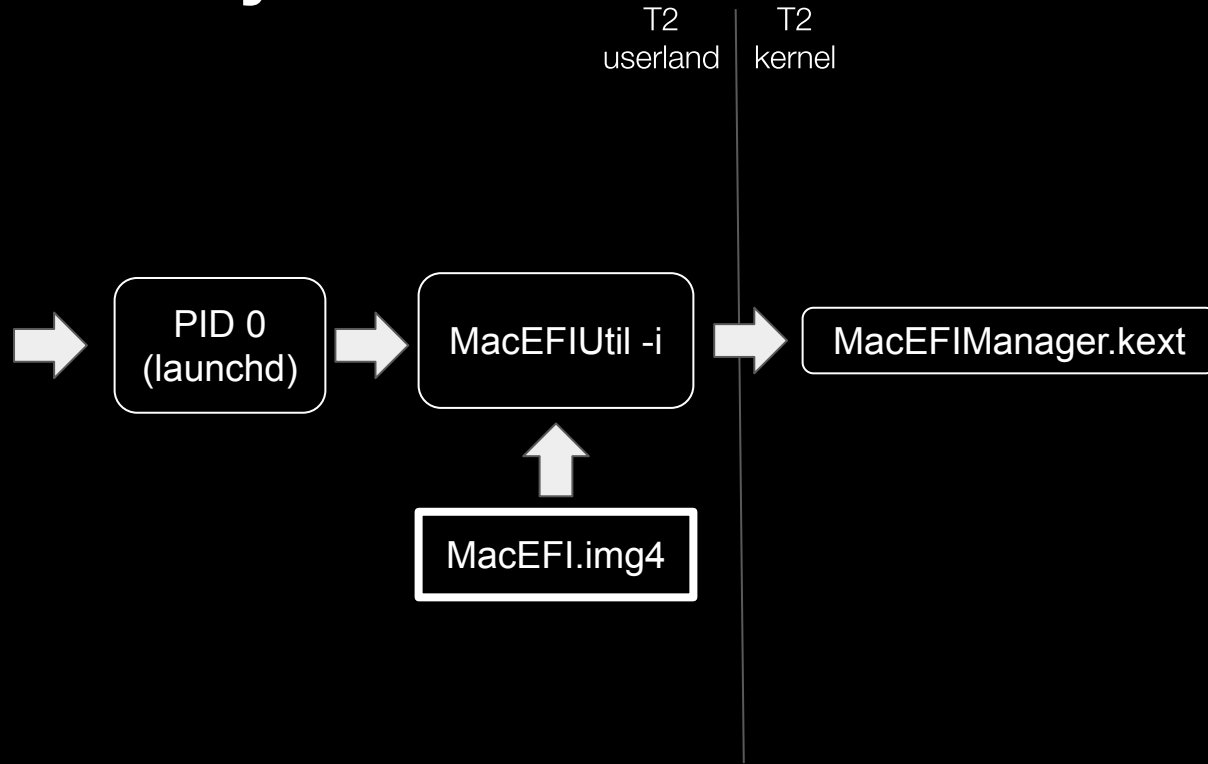 T2
userland
T2
kernel
PID 0
(launchd)
MacEFIUtil -i
MacEFIManager.kext
MacEFI.img4